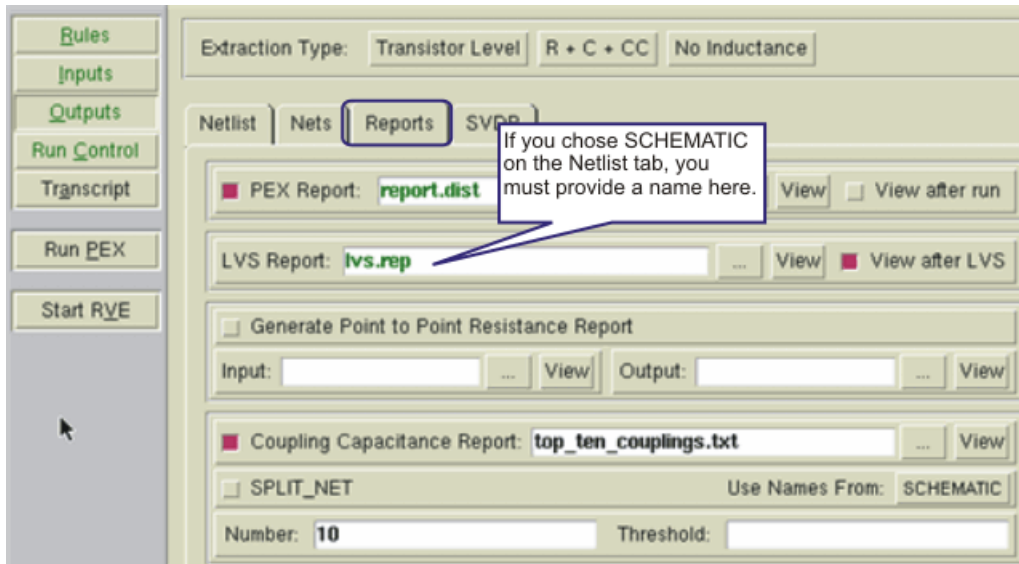 Rules
Inputs
Outputs
Run Control
Transcript
Run PEX
Start RVE
Extraction Type: Transistor Level R + C + CC No Inductance
Netlist Nets Reports
If you chose SCHEMATIC
on the Netlist tab, you
must provide a name here.
PEX Report: report.dist View View after run
LVS Report: lvs.rep ... View View after LVS
Generate Point to Point Resistance Report
Input: ... View Output: ... View
Coupling Capacitance Report: top_ten_couplings.txt ... View
SPLIT_NET Use Names From: SCHEMATIC
Number: 10 Threshold: